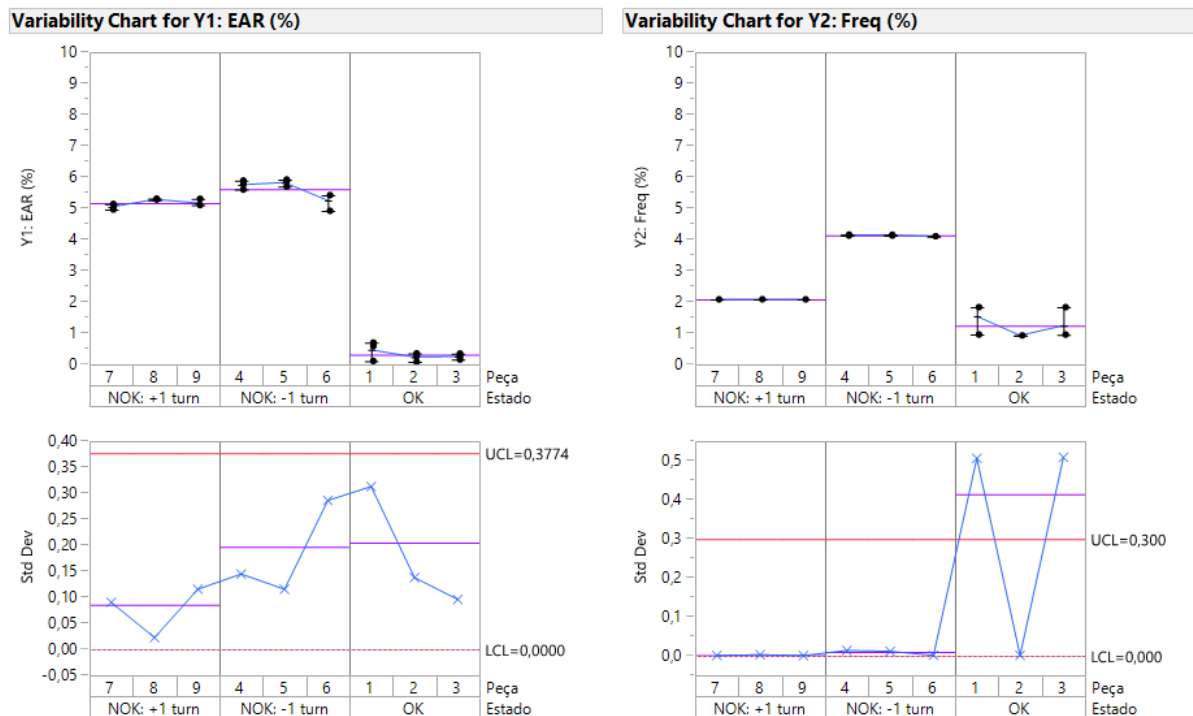 Variability Chart for Y1: EAR (%)
10
9
8
7
6
5
4
3
2
1
0
Y1: EAR (%)
7 8 9 4 5 6 1 2 3 Peça
NOK: +1 turn NOK: -1 turn OK Estado
0,40
0,35
0,30
0,25
0,20
0,15
0,10
0,05
0,00
-0,05
Std Dev
UCL=0,3774
LCL=0,0000
7 8 9 4 5 6 1 2 3 Peça
NOK: +1 turn NOK: -1 turn OK Estado
Variability Chart for Y2: Freq (%)
10
9
8
7
6
5
4
3
2
1
0
Y2: Freq (%)
7 8 9 4 5 6 1 2 3 Peça
NOK: +1 turn NOK: -1 turn OK Estado
0,5
0,4
0,3
0,2
0,1
0,0
Std Dev
UCL=0,300
LCL=0,000
7 8 9 4 5 6 1 2 3 Peça
NOK: +1 turn NOK: -1 turn OK Estado